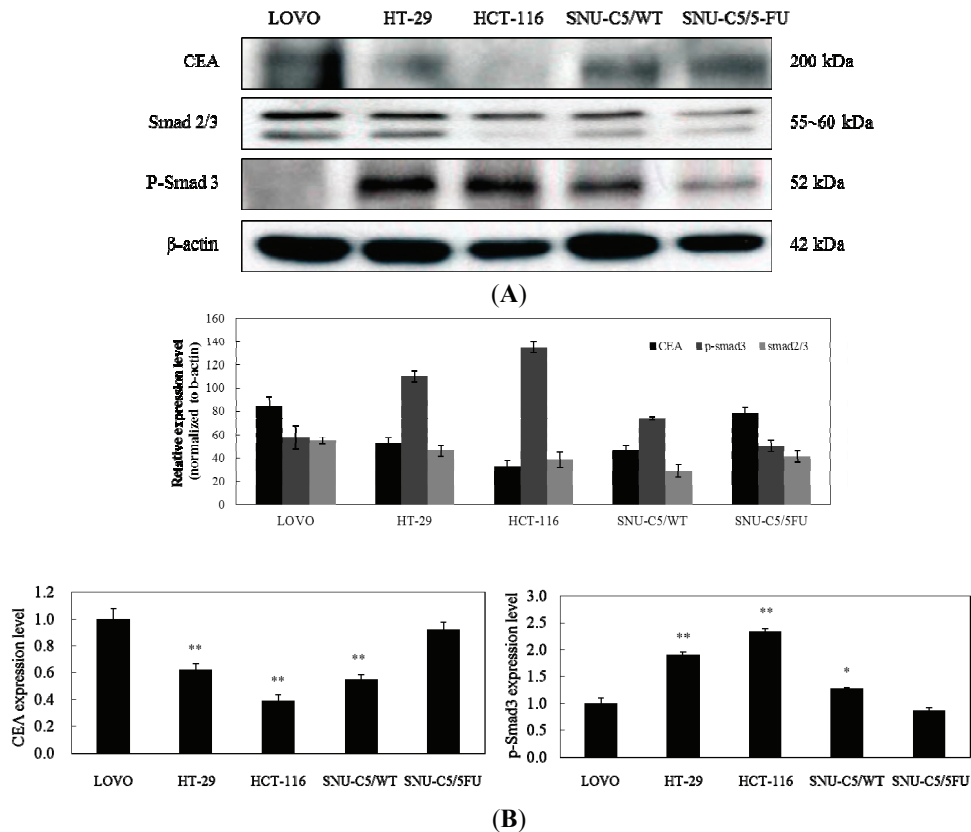 LOVO HT-29 HCT-116 SNU-C5/WT SNU-C5/5-FU
CEA 200 kDa
Smad 2/3 55~60 kDa
P-Smad 3 52 kDa
β-actin 42 kDa
(A)
Relative expression level
(normalized to b-actin)
160
140
120
100
80
60
40
20
0
CEA p-smad3 smad2/3
LOVO HT-29 HCT-116 SNU-C5/WT SNU-C5/5FU
CEA expression level
1.2
1.0
0.8
0.6
0.4
0.2
0.0
** ** **
LOVO HT-29 HCT-116 SNU-C5/WT SNU-C5/5FU
p-Smad3 expression level
3.0
2.5
2.0
1.5
1.0
0.5
0.0
** ** *
LOVO HT-29 HCT-116 SNU-C5/WT SNU-C5/5FU
(B)